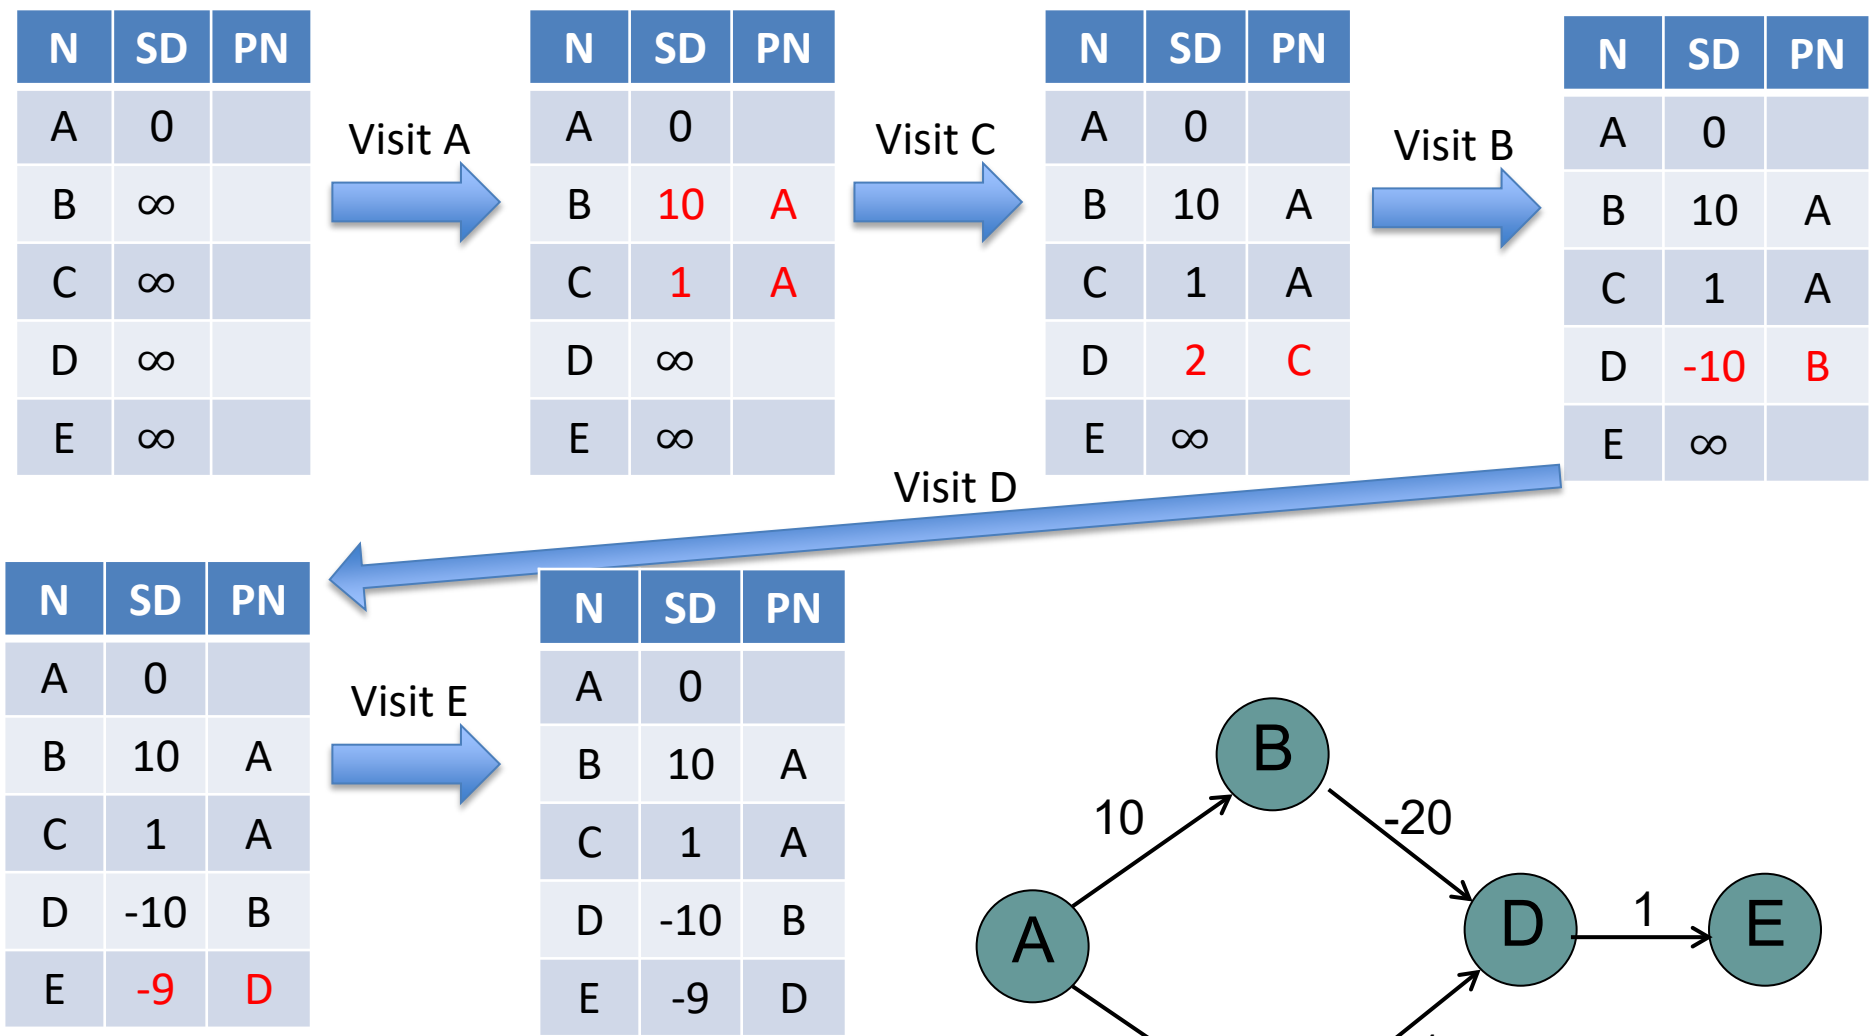 N SD PN
A 0
B ∞
C ∞
D ∞
E ∞
Visit A
N SD PN
A 0
B 10 A
C 1 A
D ∞
E ∞
Visit C
N SD PN
A 0
B 10 A
C 1 A
D 2 C
E ∞
Visit B
N SD PN
A 0
B 10 A
C 1 A
D -10 B
E ∞
Visit D
N SD PN
A 0
B 10 A
C 1 A
D -10 B
E -9 D
Visit E
N SD PN
A 0
B 10 A
C 1 A
D -10 B
E -9 D
B
10
-20
A
D
1
E